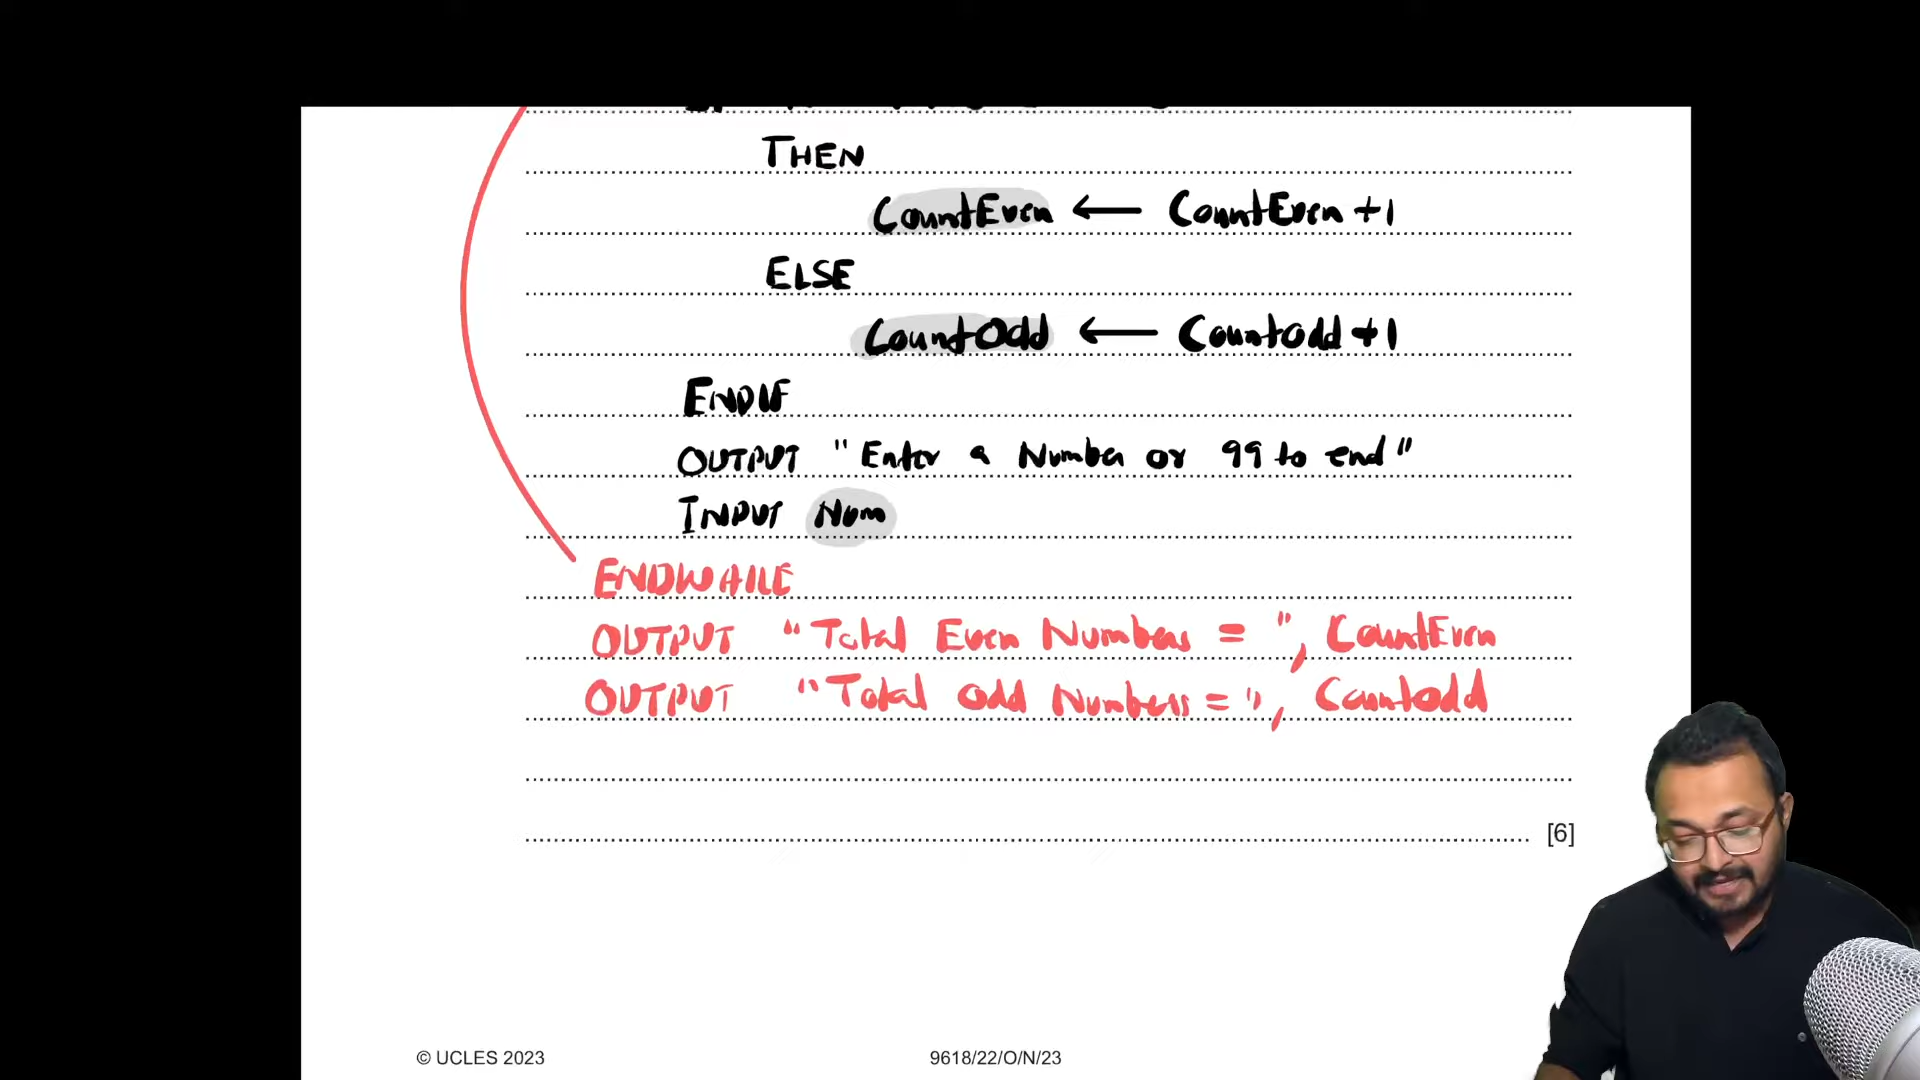 THEN
CountEven ← CountEven +1
ELSE
CountOdd ← CountOdd +1
ENDIF
OUTPUT "Enter a Number or 99 to end"
INPUT Num
ENDWHILE
OUTPUT "Total Even Numbers = ", CountEven
OUTPUT "Total Odd Numbers = ", CountOdd
[6]
© UCLES 2023 9618/22/O/N/23